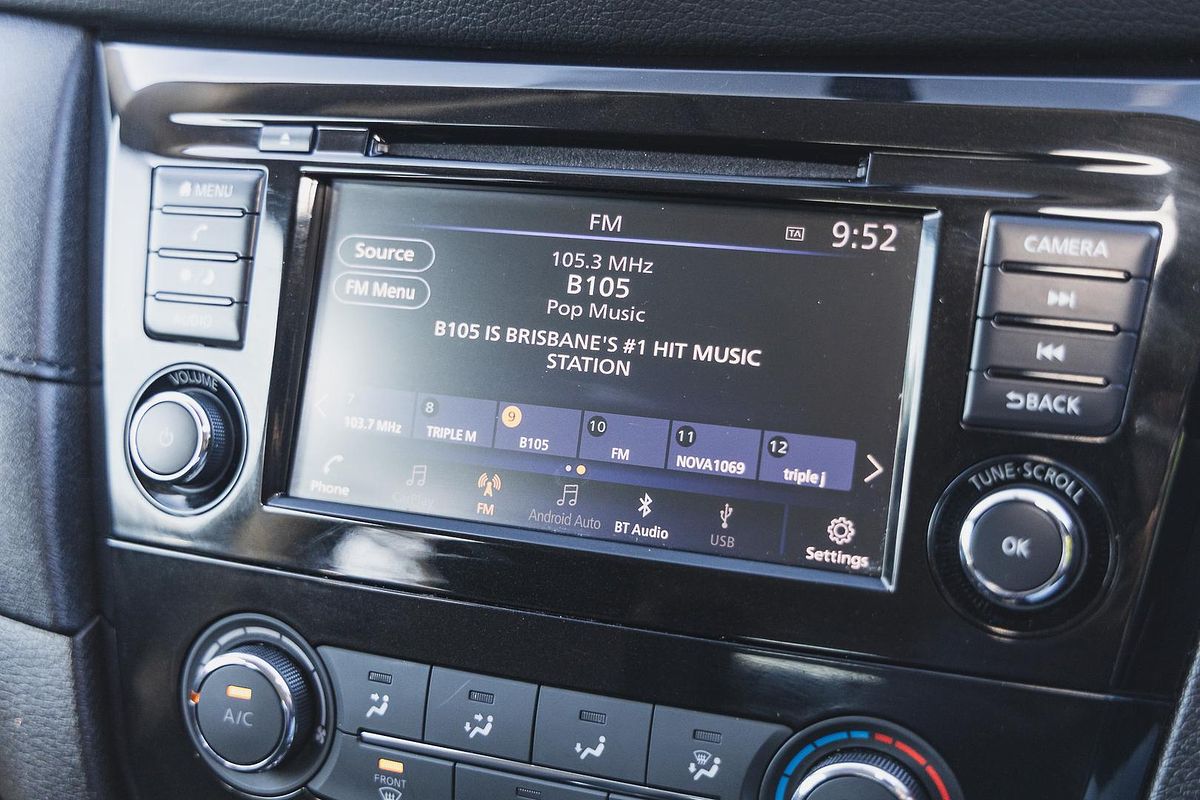 MENU
AUDIO
VOLUME
FM
TA
9:52
Source
FM Menu
105.3 MHz
B105
Pop Music
B105 IS BRISBANE'S #1 HIT MUSIC
STATION
7
103.7 MHz
8
TRIPLE M
9
B105
10
FM
11
NOVA1069
12
triple j
Phone
CarPlay
FM
Android Auto
BT Audio
USB
Settings
CAMERA
BACK
TUNE·SCROLL
OK
A/C
FRONT